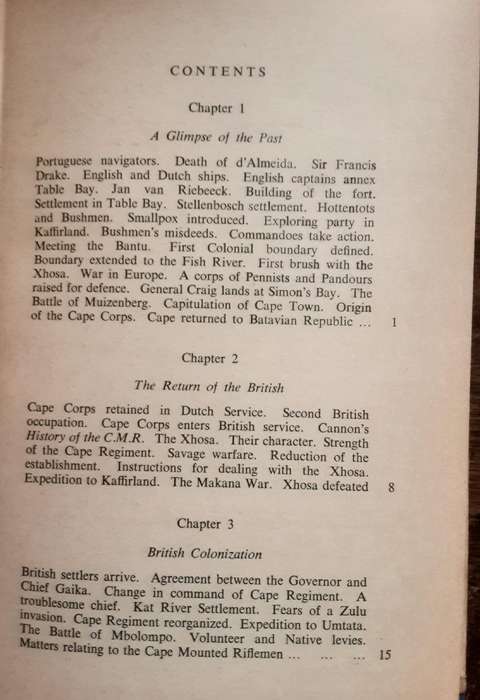 CONTENTS
Chapter 1
A Glimpse of the Past
Portuguese navigators. Death of d'Almeida. Sir Francis
Drake. English and Dutch ships. English captains annex
Table Bay. Jan van Riebeeck. Building of the fort.
Settlement in Table Bay. Stellenbosch settlement. Hottentots
and Bushmen. Smallpox introduced. Exploring party in
Kaffirland. Bushmen's misdeeds. Commandoes take action.
Meeting the Bantu. First Colonial boundary defined.
Boundary extended to the Fish River. First brush with the
Xhosa. War in Europe. A corps of Pennists and Pandours
raised for defence. General Craig lands at Simon's Bay. The
Battle of Muizenberg. Capitulation of Cape Town. Origin
of the Cape Corps. Cape returned to Batavian Republic ... 1
Chapter 2
The Return of the British
Cape Corps retained in Dutch Service. Second British
occupation. Cape Corps enters British service. Cannon's
History of the C.M.R. The Xhosa. Their character. Strength
of the Cape Regiment. Savage warfare. Reduction of the
establishment. Instructions for dealing with the Xhosa.
Expedition to Kaffirland. The Makana War. Xhosa defeated 8
Chapter 3
British Colonization
British settlers arrive. Agreement between the Governor and
Chief Gaika. Change in command of Cape Regiment. A
troublesome chief. Kat River Settlement. Fears of a Zulu
invasion. Cape Regiment reorganized. Expedition to Umtata.
The Battle of Mbolompo. Volunteer and Native levies.
Matters relating to the Cape Mounted Riflemen ... ... ... 15